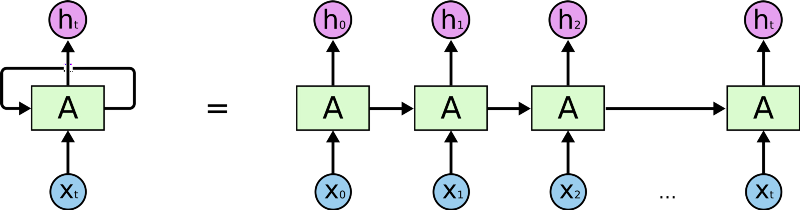 hₜ h₀ h₁ h₂ hₜ
A = A A A A
xₜ x₀ x₁ x₂ ... xₜ